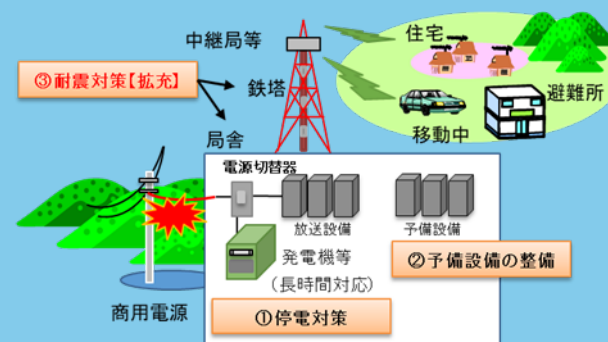 中継局等
住宅
③耐震対策【拡充】
鉄塔
避難所
移動中
局舎
電源切替器
放送設備
予備設備
発電機等
(長時間対応)
②予備設備の整備
商用電源
①停電対策